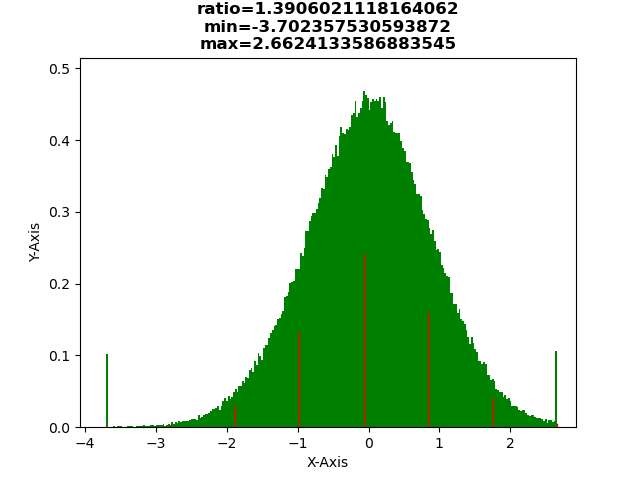 ratio=1.3906021118164062
min=-3.702357530593872
max=2.6624133586883545
0.5
0.4
0.3
0.2
0.1
0.0
Y-Axis
−4 −3 −2 −1 0 1 2
X-Axis